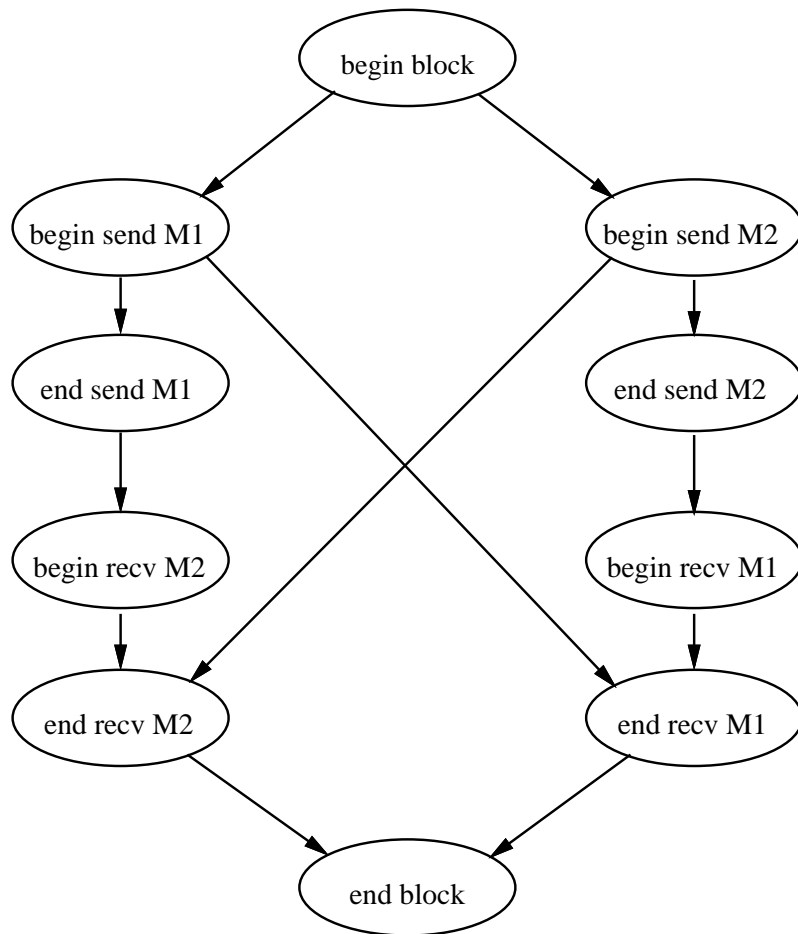 begin block
begin send M1
begin send M2
end send M1
end send M2
begin recv M2
begin recv M1
end recv M2
end recv M1
end block